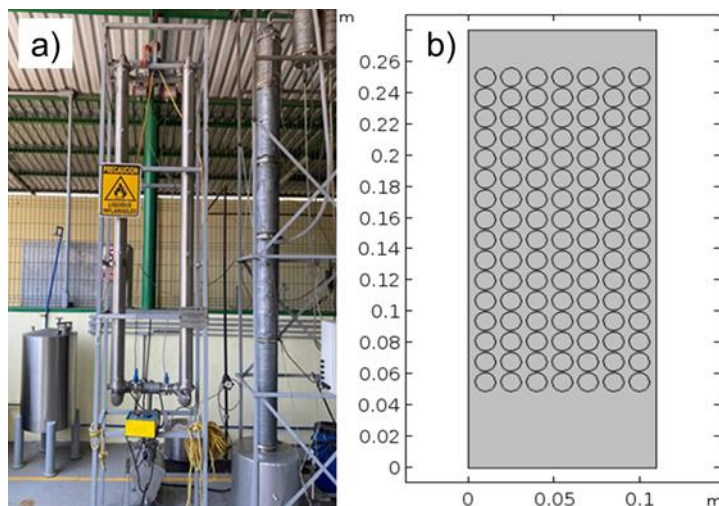 a)
PRECAUCION
LIQUIDOS
INFLAMABLES
m
b)
0.26
0.24
0.22
0.2
0.18
0.16
0.14
0.12
0.1
0.08
0.06
0.04
0.02
0
0
0.05
0.1
m